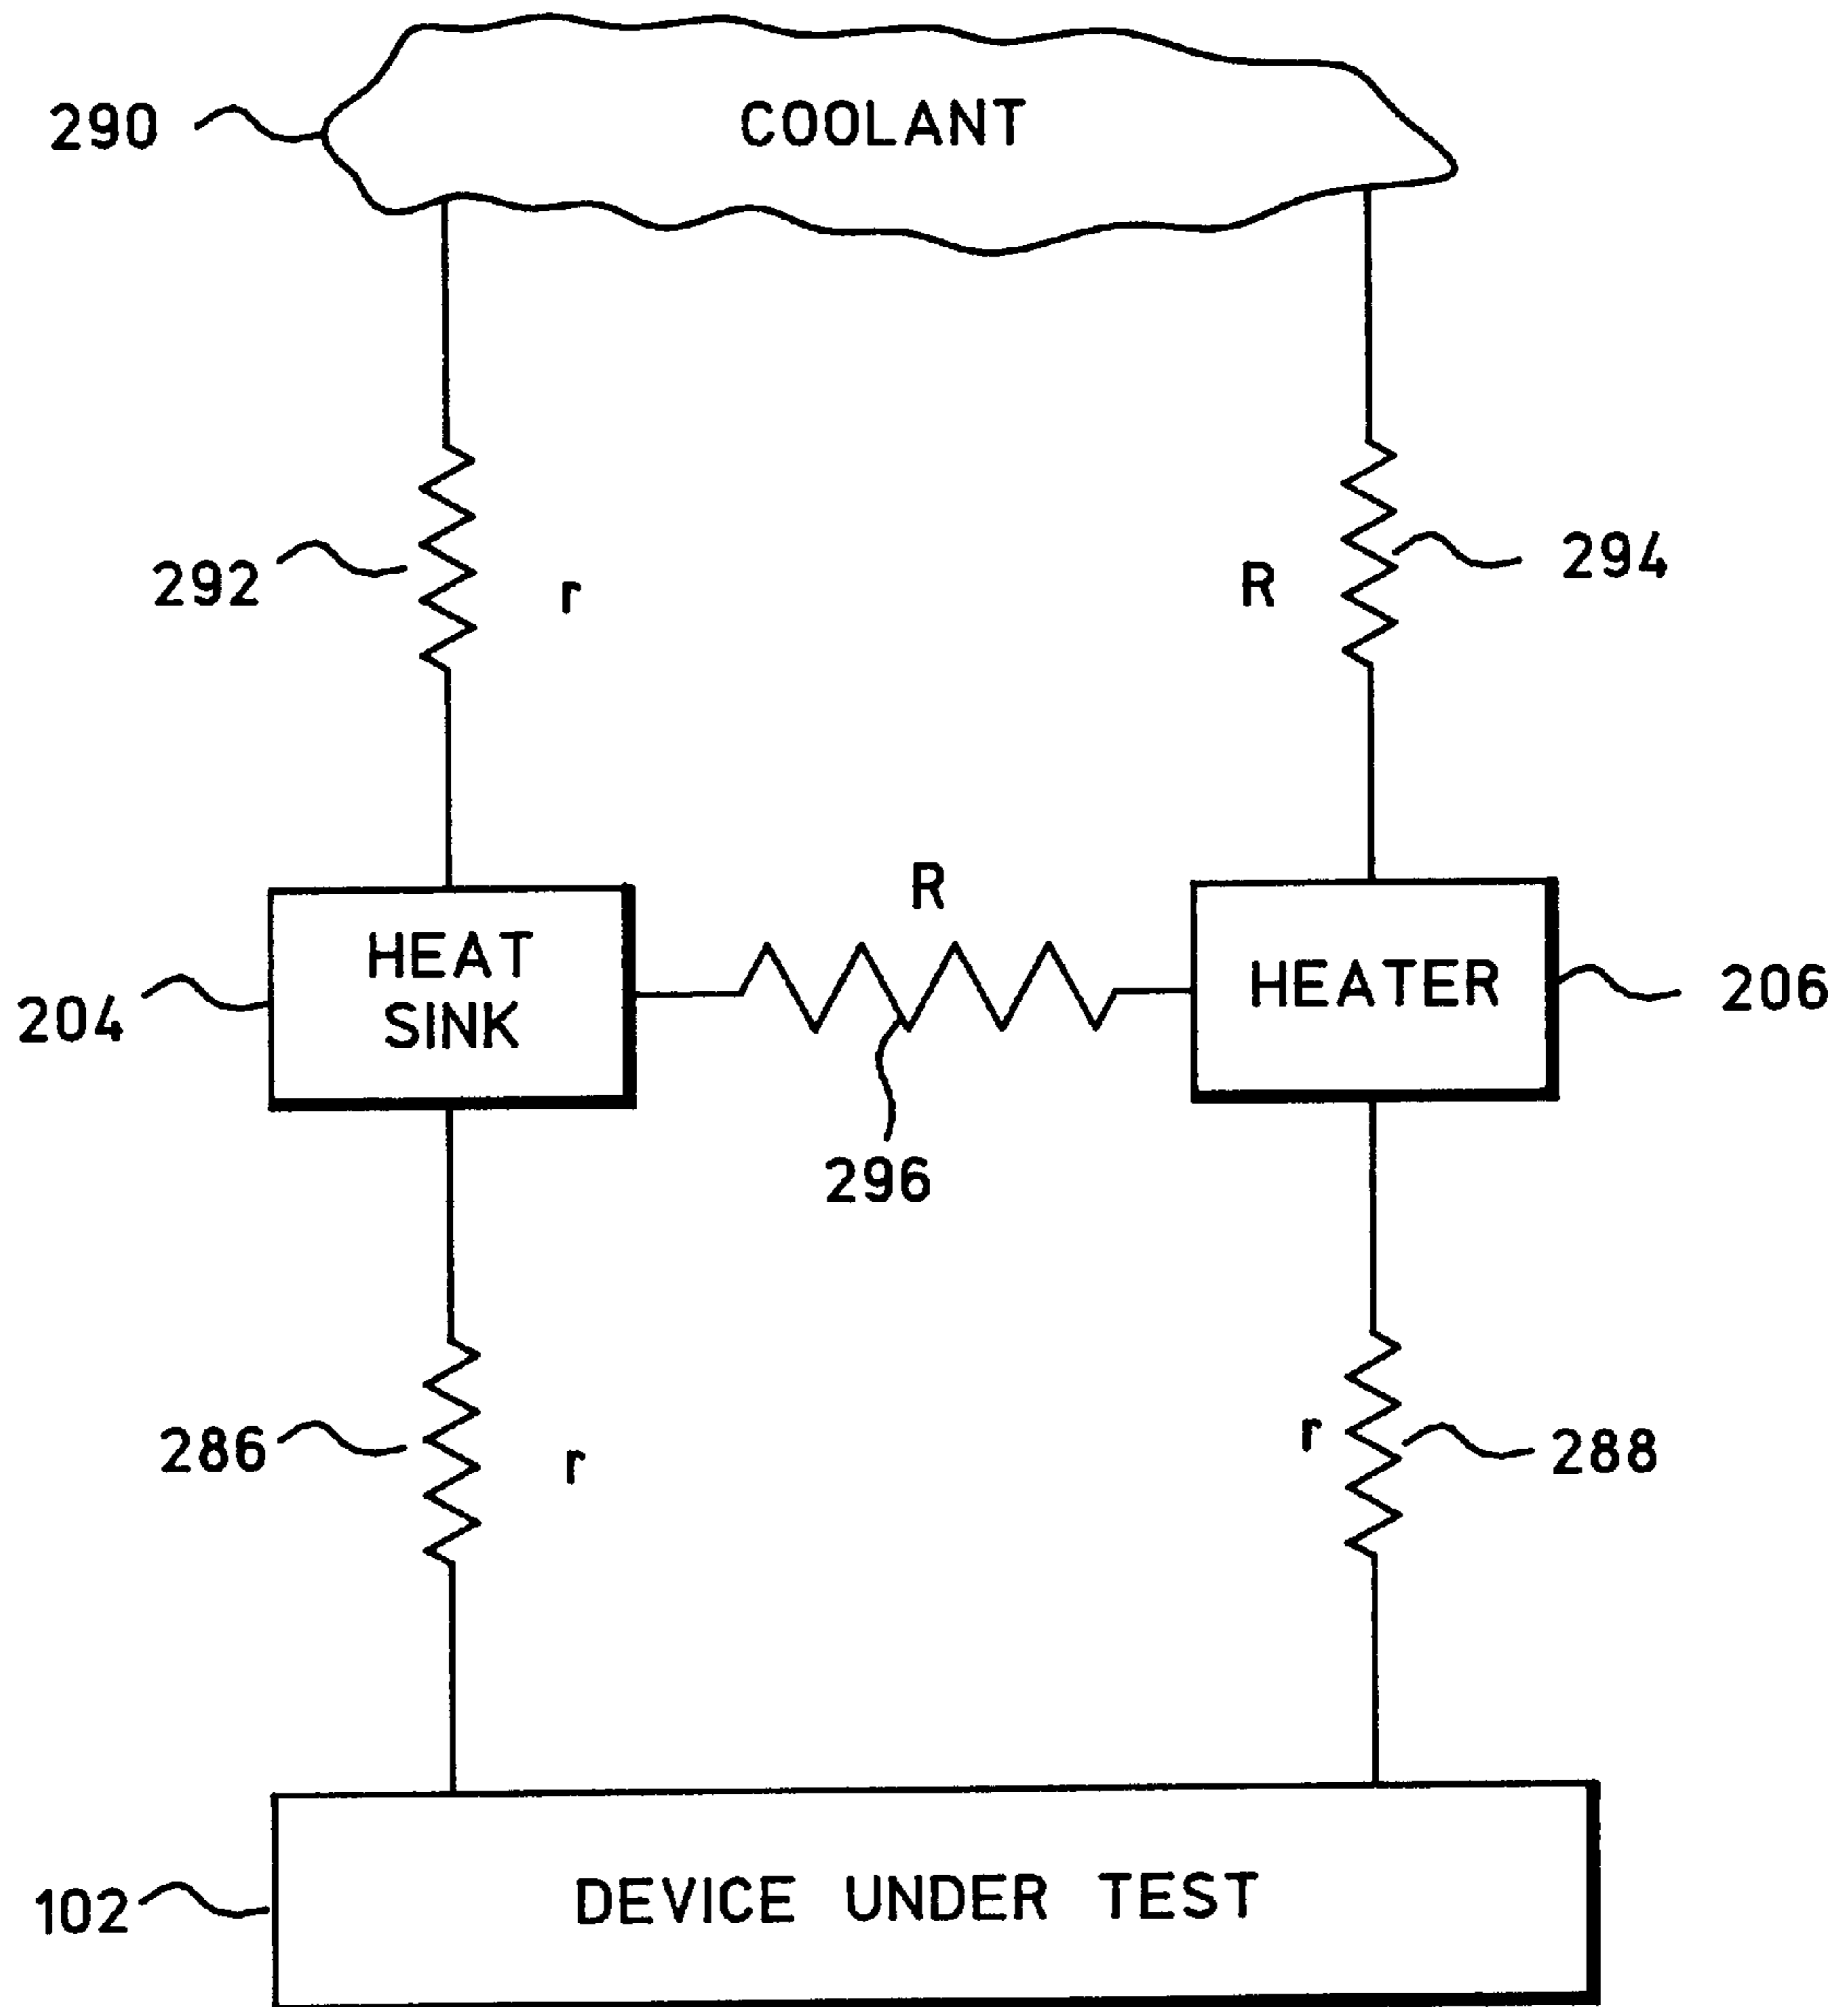 290
COOLANT
292
r
R
294
R
204
HEAT
SINK
HEATER
206
296
286
r
r
288
102
DEVICE UNDER TEST